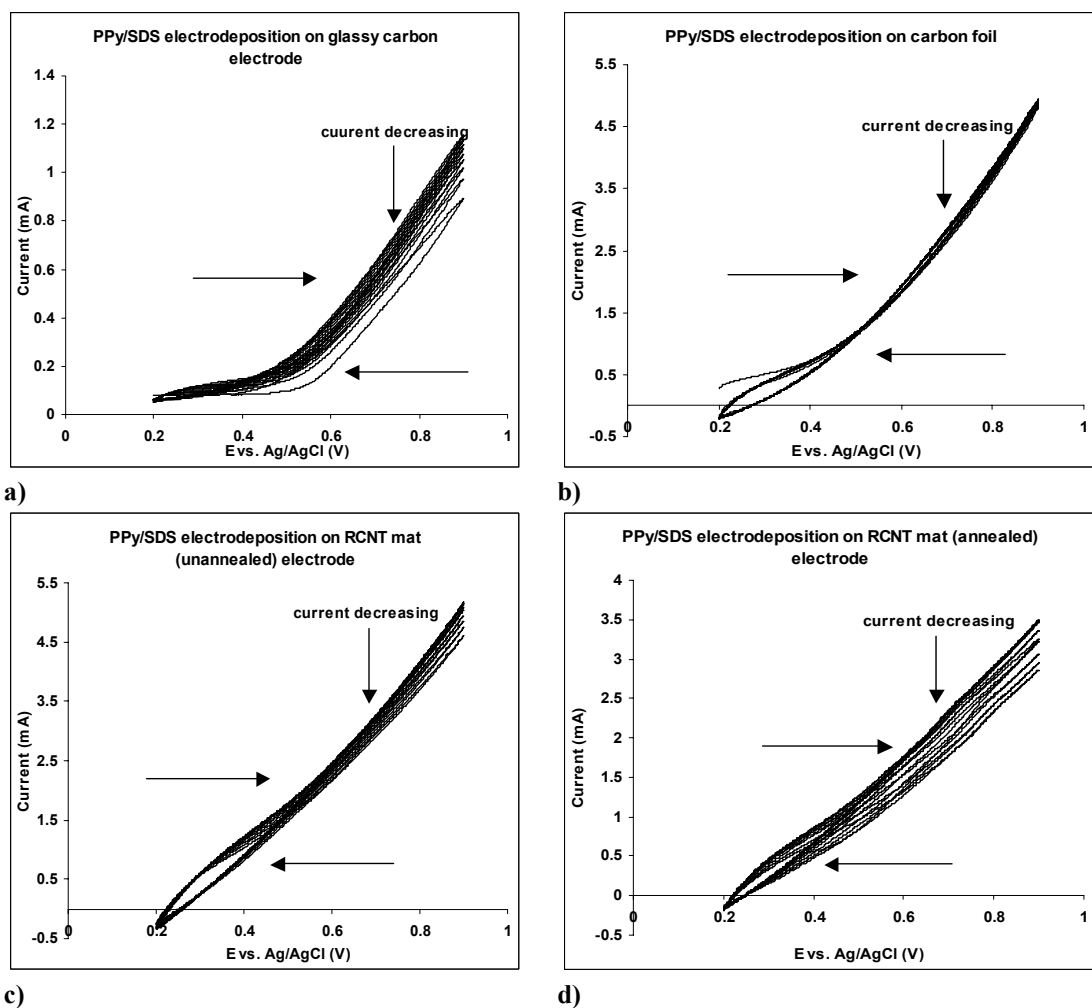 PPy/SDS electrodeposition on glassy carbon
electrode
1.4
1.2
1
0.8
0.6
0.4
0.2
0
cuurent decreasing
Current (mA)
0 0.2 0.4 0.6 0.8 1
E vs. Ag/AgCl (V)
a)
PPy/SDS electrodeposition on carbon foil
5.5
4.5
3.5
2.5
1.5
0.5
-0.5
current decreasing
Current (mA)
0 0.2 0.4 0.6 0.8 1
E vs. Ag/AgCl (V)
b)
PPy/SDS electrodeposition on RCNT mat
(unannealed) electrode
5.5
4.5
3.5
2.5
1.5
0.5
-0.5
current decreasing
Current (mA)
0 0.2 0.4 0.6 0.8 1
E vs. Ag/AgCl (V)
c)
PPy/SDS electrodeposition on RCNT mat (annealed)
electrode
4
3.5
3
2.5
2
1.5
1
0.5
0
-0.5
current decreasing
Current (mA)
0 0.2 0.4 0.6 0.8 1
E vs. Ag/AgCl (V)
d)